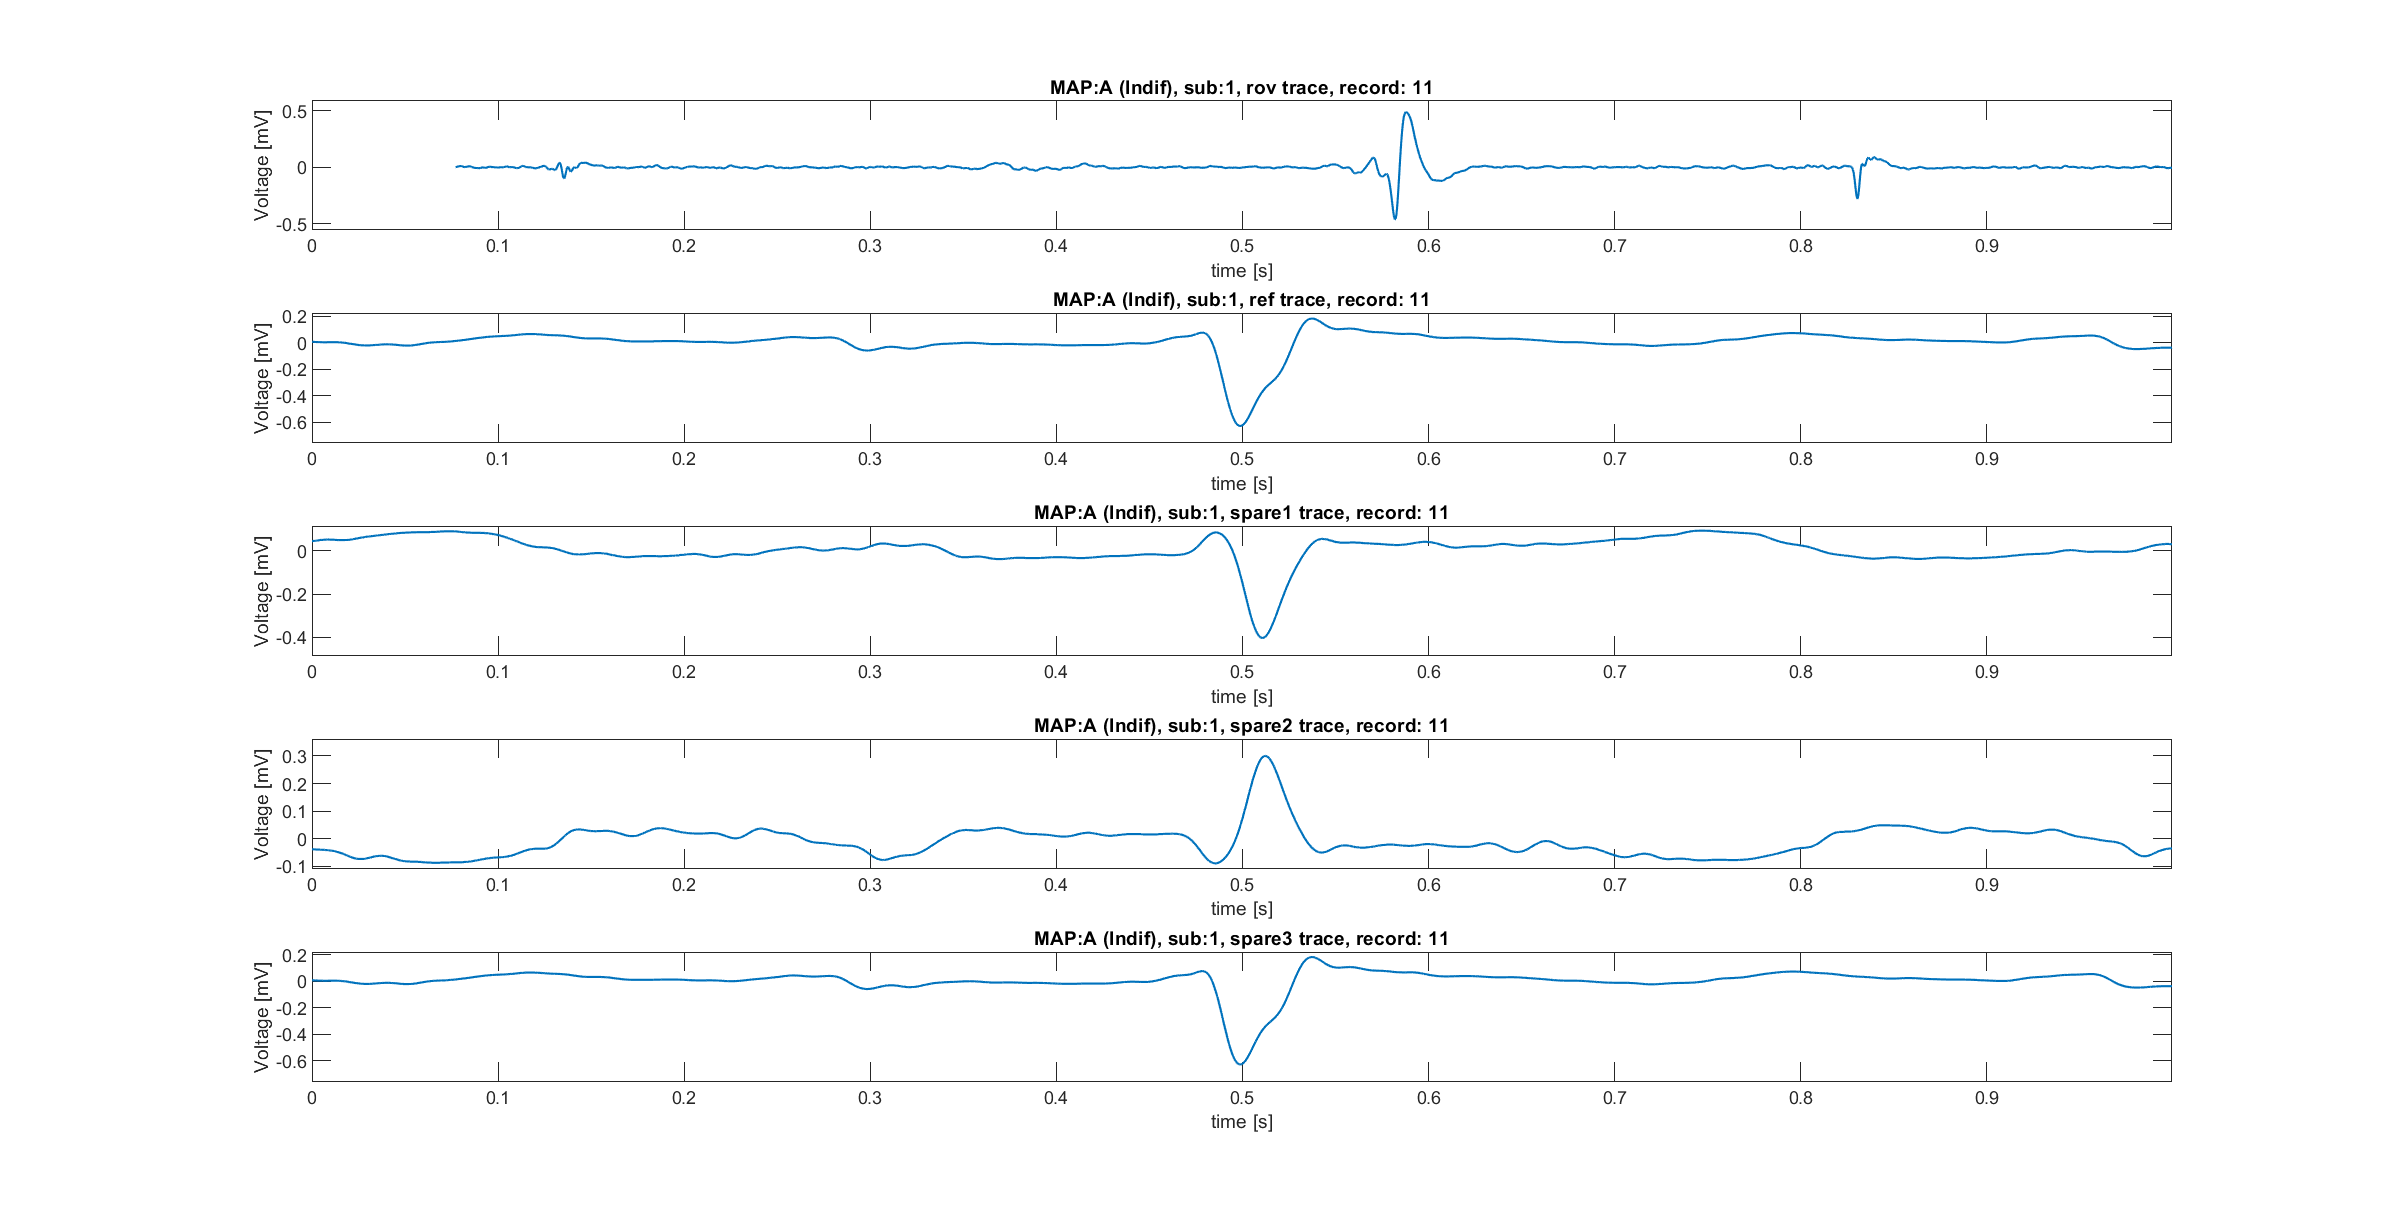 MAP:A (Indif), sub:1, rov trace, record: 11
Voltage [mV]
0.5
0
-0.5
0 0.1 0.2 0.3 0.4 0.5 0.6 0.7 0.8 0.9
time [s]
MAP:A (Indif), sub:1, ref trace, record: 11
Voltage [mV]
0.2
0
-0.2
-0.4
-0.6
0 0.1 0.2 0.3 0.4 0.5 0.6 0.7 0.8 0.9
time [s]
MAP:A (Indif), sub:1, spare1 trace, record: 11
Voltage [mV]
0
-0.2
-0.4
0 0.1 0.2 0.3 0.4 0.5 0.6 0.7 0.8 0.9
time [s]
MAP:A (Indif), sub:1, spare2 trace, record: 11
Voltage [mV]
0.3
0.2
0.1
0
-0.1
0 0.1 0.2 0.3 0.4 0.5 0.6 0.7 0.8 0.9
time [s]
MAP:A (Indif), sub:1, spare3 trace, record: 11
Voltage [mV]
0.2
0
-0.2
-0.4
-0.6
0 0.1 0.2 0.3 0.4 0.5 0.6 0.7 0.8 0.9
time [s]